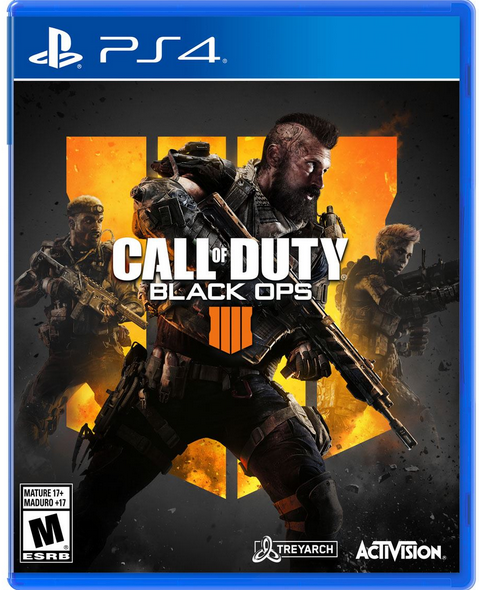 PS4
CALL OF DUTY
BLACK OPS
IIII
MATURE 17+
MADURO +17
M
ESRB
TREYARCH
ACTIVISION